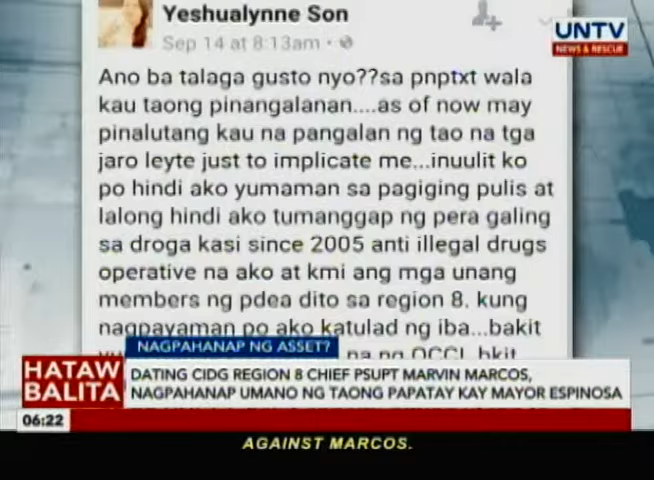 Yeshualynne Son
Sep 14 at 8:13am
UNTV
NEWS & RESCUE
Ano ba talaga gusto nyo??sa pnptxt wala
kau taong pinangalanan....as of now may
pinalutang kau na pangalan ng tao na tga
jaro leyte just to implicate me...inuulit ko
po hindi ako yumaman sa pagiging pulis at
lalong hindi ako tumanggap ng pera galing
sa droga kasi since 2005 anti illegal drugs
operative na ako at kmi ang mga unang
members ng pdea dito sa region 8. kung
nagpayaman po ako katulad ng iba...bakit
na ng OCCI bkit
NAGPAHANAP NG ASSET?
HATAW
BALITA
DATING CIDG REGION 8 CHIEF PSUPT MARVIN MARCOS,
NAGPAHANAP UMANO NG TAONG PAPATAY KAY MAYOR ESPINOSA
06:22
AGAINST MARCOS.